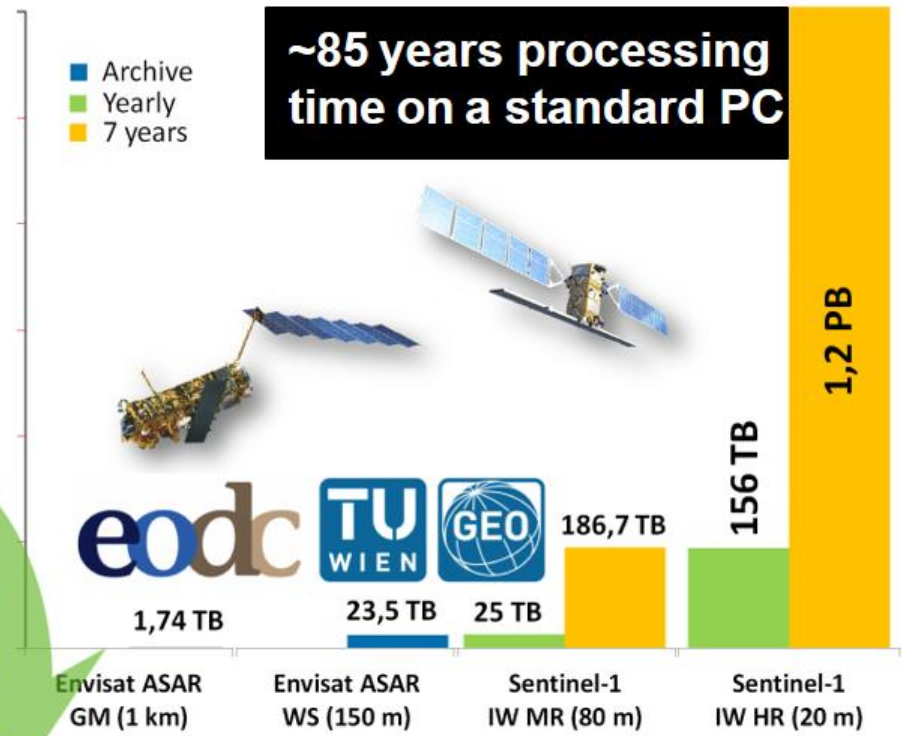 ~85 years processing
time on a standard PC
Archive
Yearly
7 years
1,2 PB
156 TB
eodc
TU
WIEN
GEO
186,7 TB
1,74 TB
23,5 TB
25 TB
Envisat ASAR
GM (1 km)
Envisat ASAR
WS (150 m)
Sentinel-1
IW MR (80 m)
Sentinel-1
IW HR (20 m)